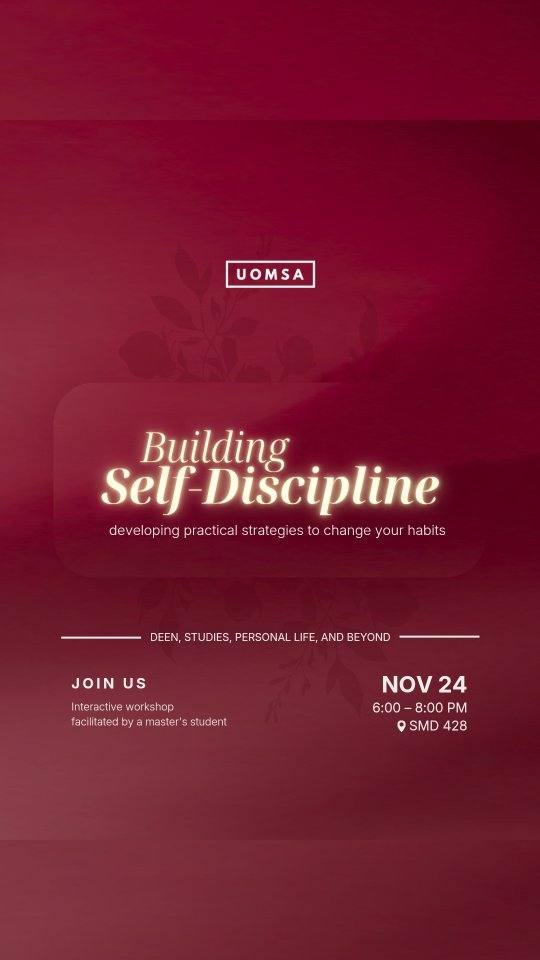 UOMSA
Building
Self-Discipline
developing practical strategies to change your habits
DEEN, STUDIES, PERSONAL LIFE, AND BEYOND
JOIN US
Interactive workshop
facilitated by a master's student
NOV 24
6:00 – 8:00 PM
SMD 428